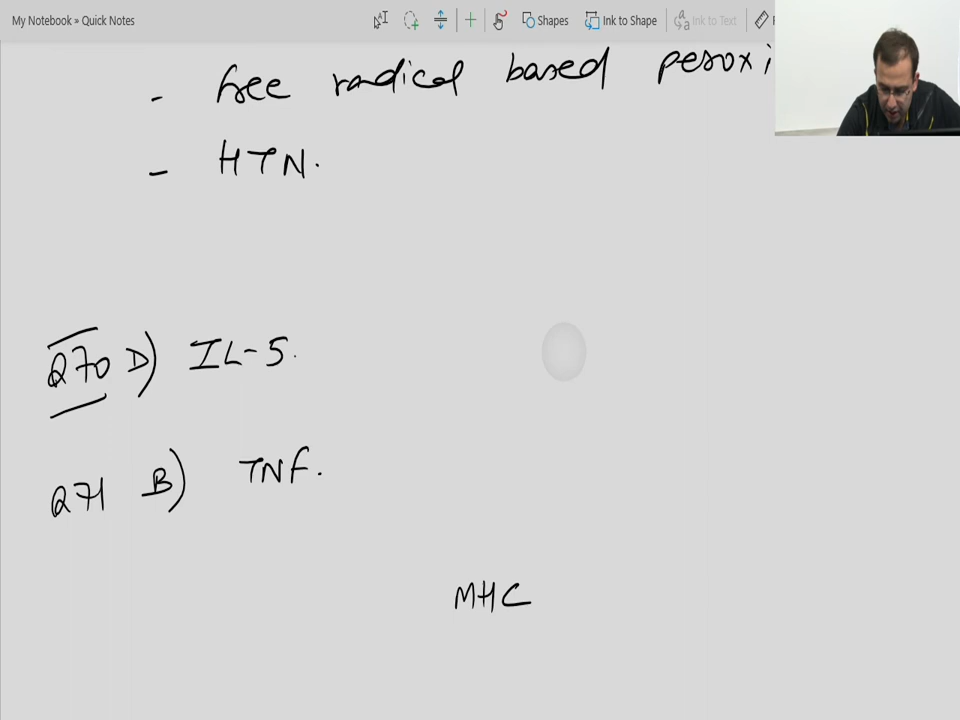 My Notebook » Quick Notes
Shapes Ink to Shape Ink to Text
- free radical based peroxi
- HTN.
Q70 D) IL-5.
Q71 B) TNF.
MHC